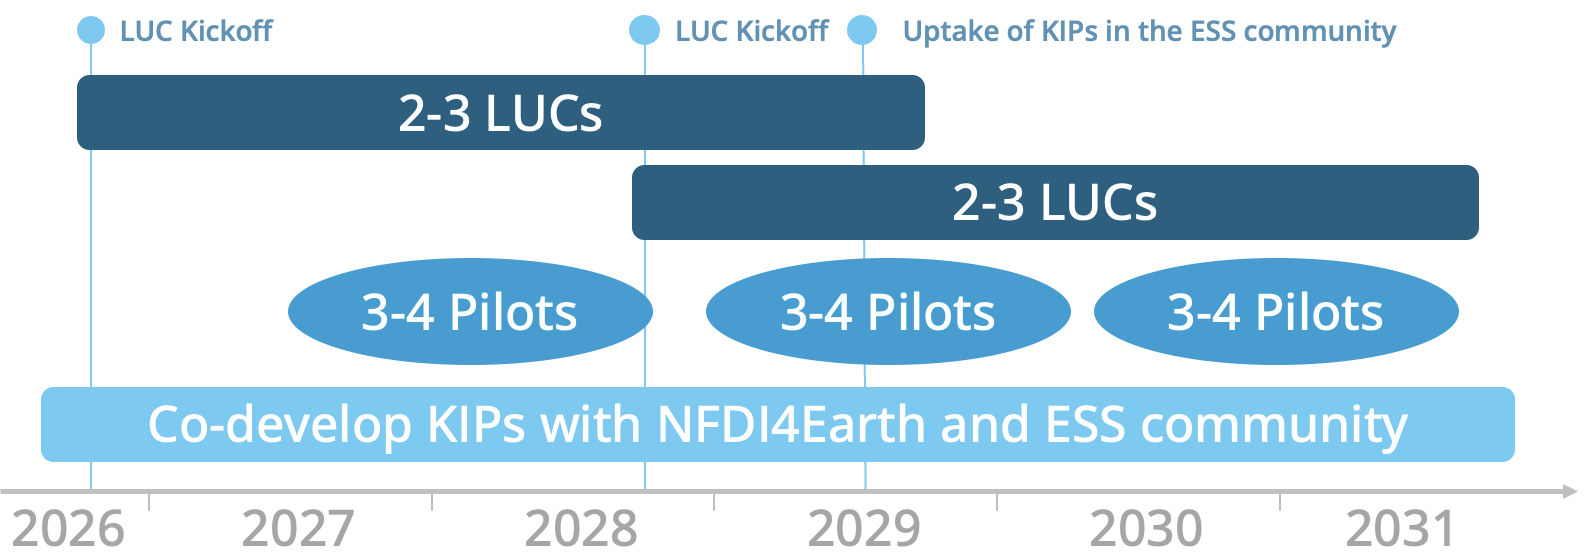 LUC Kickoff
LUC Kickoff
Uptake of KIPs in the ESS community
2-3 LUCs
2-3 LUCs
3-4 Pilots
3-4 Pilots
3-4 Pilots
Co-develop KIPs with NFDI4Earth and ESS community
2026
2027
2028
2029
2030
2031